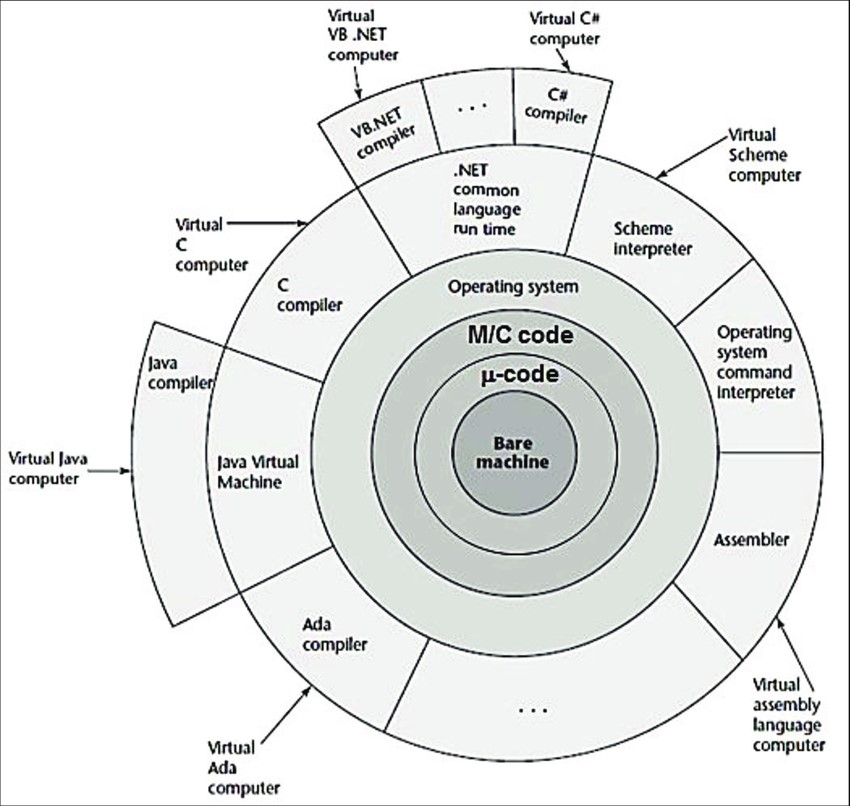 Virtual
VB .NET
computer
Virtual C#
computer
VB.NET
compiler
. . .
C#
compiler
Virtual
Scheme
computer
.NET
common
language
run time
Scheme
interpreter
Virtual
C
computer
C
compiler
Operating system
M/C code
μ-code
Bare
machine
Operating
system
command
interpreter
Java
compiler
Virtual Java
computer
Java Virtual
Machine
Assembler
Ada
compiler
. . .
Virtual
assembly
language
computer
Virtual
Ada
computer